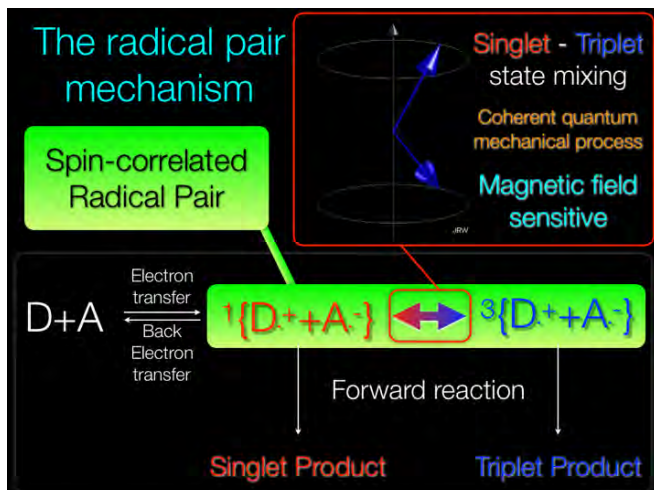 The radical pair
mechanism
Singlet - Triplet
state mixing
Coherent quantum
mechanical process
Magnetic field
sensitive
JRW
Spin-correlated
Radical Pair
D+A
Electron
transfer
Back
Electron
transfer
¹{D.⁺+A.⁻}
³{D.⁺+A.⁻}
Forward reaction
Singlet Product
Triplet Product